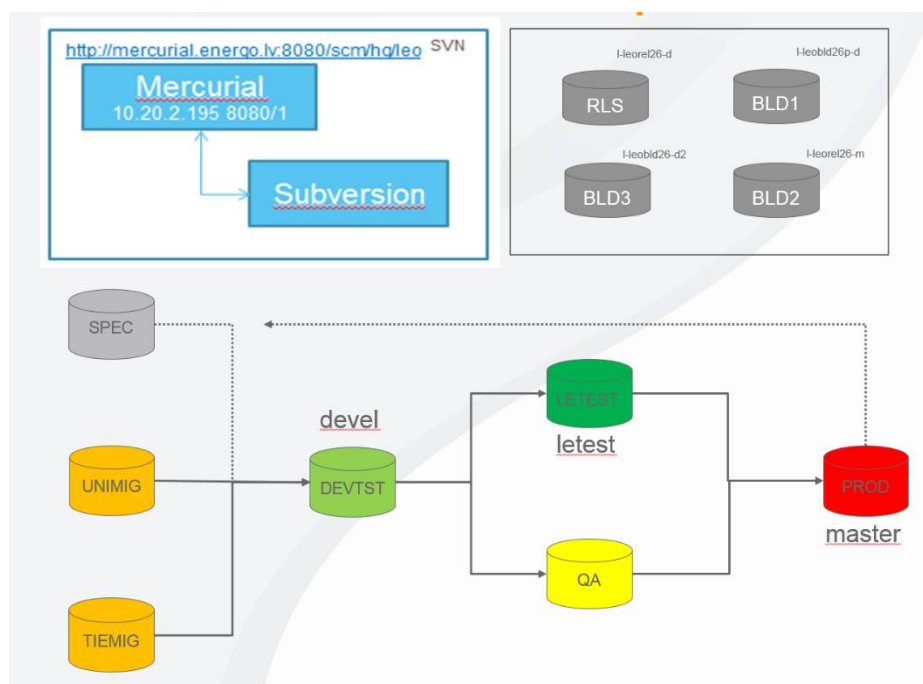 http://mercurial.energo.lv:8080/scm/hg/leo SVN
Mercurial
10.20.2.195 8080/1
Subversion
l-leorel26-d
RLS
l-leobld26p-d
BLD1
l-leobld26-d2
BLD3
l-leorel26-m
BLD2
SPEC
UNIMIG
TIEMIG
devel
DEVTST
LETEST
letest
QA
PROD
master